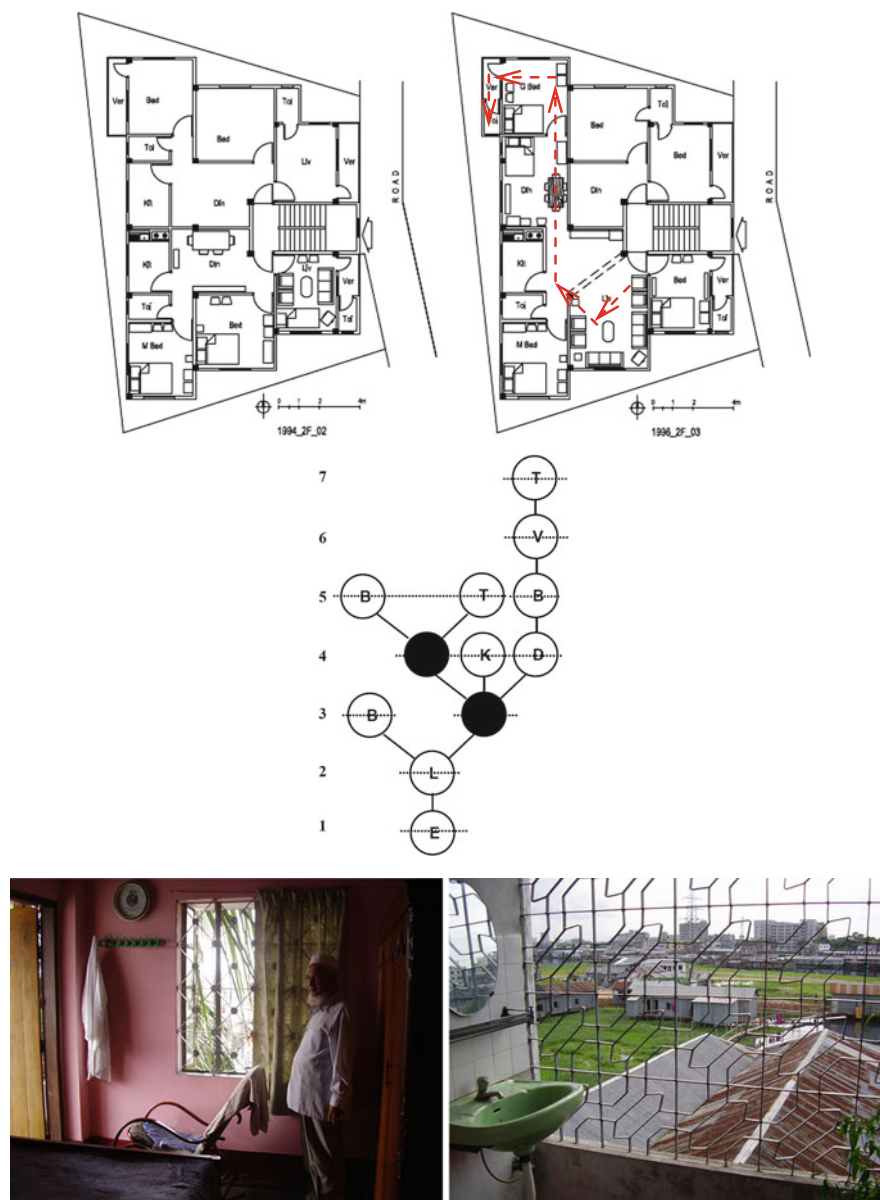 Ver
Bed
Toi
Bed
Toi
Liv
Ver
Kit
Din
ROAD
Kit
Din
Liv
Ver
Toi
Toi
Bed
M Bed
0 1 2 4m
1994_2F_02
Ver
G Bed
Toi
Toi
Bed
Bed
Ver
Din
Din
ROAD
Kit
Bed
Ver
Toi
Toi
M Bed
0 1 2 4m
1996_2F_03
7 T
6 V
5 B T B
4 K D
3 B
2 L
1 E